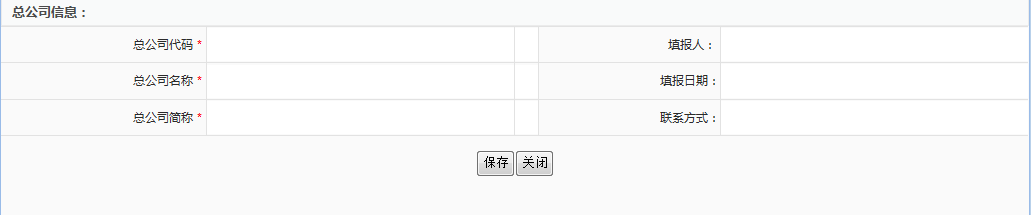 总公司信息：
总公司代码 * 填报人：
总公司名称 * 填报日期：
总公司简称 * 联系方式：
保存 关闭